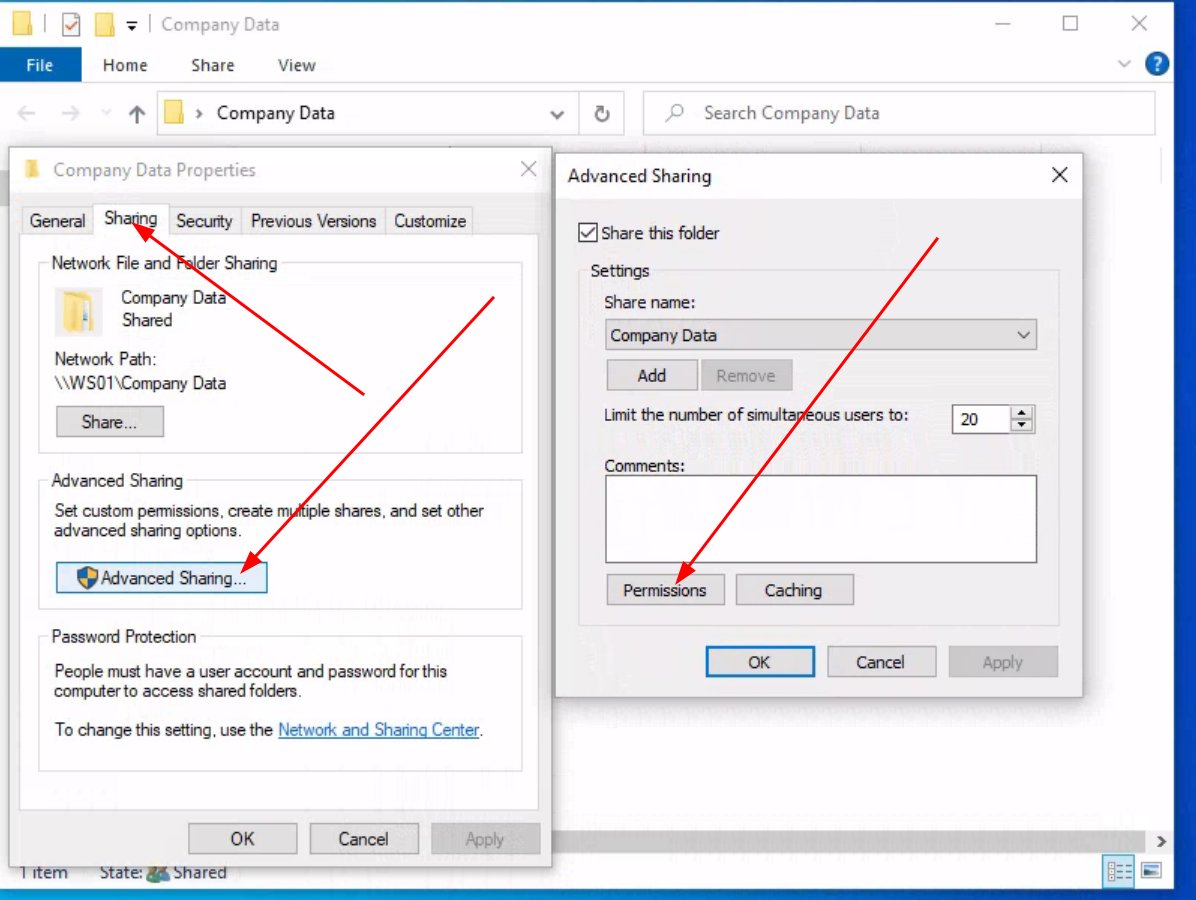 Company Data
File
Home
Share
View
Company Data
Search Company Data
Company Data Properties
General
Sharing
Security
Previous Versions
Customize
Network File and Folder Sharing
Company Data
Shared
Network Path:
\\WS01\Company Data
Share...
Advanced Sharing
Set custom permissions, create multiple shares, and set other
advanced sharing options.
Advanced Sharing...
Password Protection
People must have a user account and password for this
computer to access shared folders.
To change this setting, use the Network and Sharing Center.
OK
Cancel
Apply
Advanced Sharing
Share this folder
Settings
Share name:
Company Data
Add
Remove
Limit the number of simultaneous users to:
20
Comments:
Permissions
Caching
OK
Cancel
Apply
1 item
State:
Shared